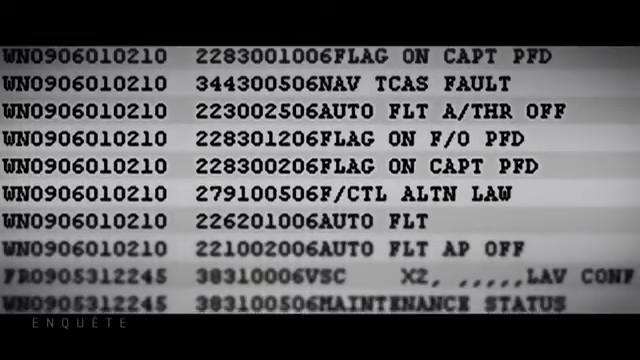 WN0906010210 2283001006FLAG ON CAPT PFD
WN0906010210 344300506NAV TCAS FAULT
WN0906010210 223002506AUTO FLT A/THR OFF
WN0906010210 228301206FLAG ON F/O PFD
WN0906010210 228300206FLAG ON CAPT PFD
WN0906010210 279100506F/CTL ALTN LAW
WN0906010210 226201006AUTO FLT
WN0906010210 221002006AUTO FLT AP OFF
FR0905312245 38310006VSC X2, ,,,,,LAV CONF
WN0905312245 383100506MAINTENANCE STATUS
ENQUÊTE